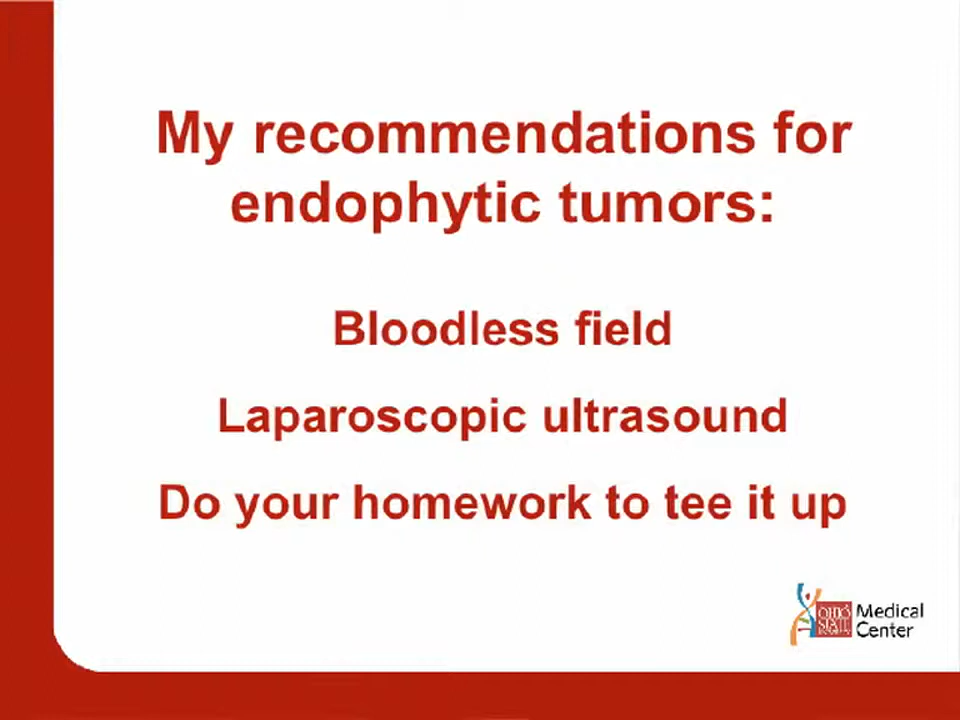 My recommendations for
endophytic tumors:
Bloodless field
Laparoscopic ultrasound
Do your homework to tee it up
OHIO
STATE
Medical
Center